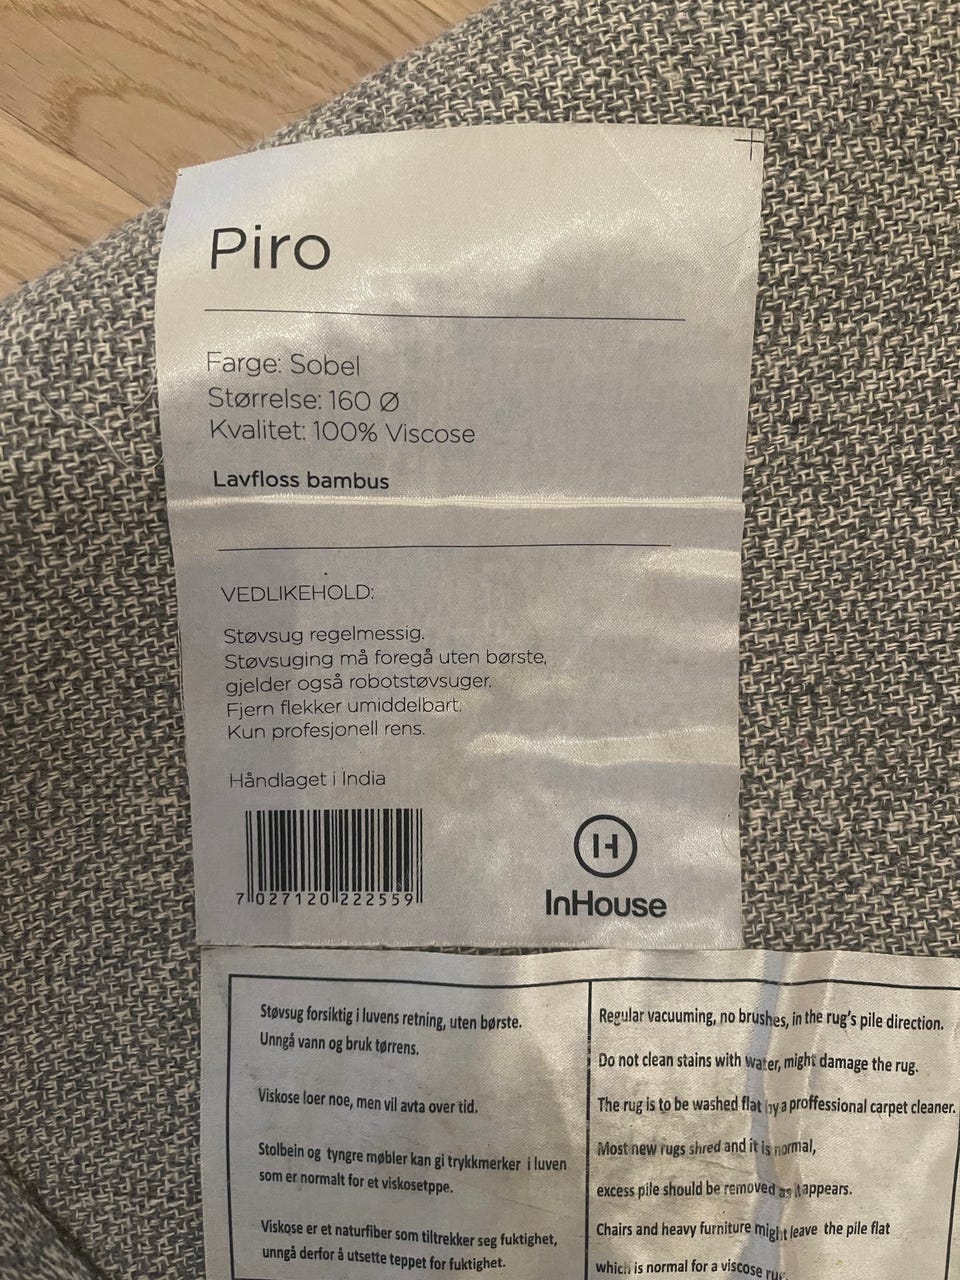 Piro
Farge: Sobel
Størrelse: 160 Ø
Kvalitet: 100% Viscose
Lavfloss bambus
VEDLIKEHOLD:
Støvsug regelmessig.
Støvsuging må foregå uten børste,
gjelder også robotstøvsuger.
Fjern flekker umiddelbart.
Kun profesjonell rens.
Håndlaget i India
7 027120 222559
InHouse
Støvsug forsiktig i luvens retning, uten børste.
Unngå vann og bruk tørrens.
Viskose loer noe, men vil avta over tid.
Stolbein og tyngre møbler kan gi trykkmerker i luven
som er normalt for et viskosetppe.
Viskose er et naturfiber som tiltrekker seg fuktighet,
unngå derfor å utsette teppet for fuktighet.
Regular vacuuming, no brushes, in the rug's pile direction.
Do not clean stains with water, might damage the rug.
The rug is to be washed flat by a proffessional carpet cleaner.
Most new rugs shred and it is normal,
excess pile should be removed as it appears.
Chairs and heavy furniture might leave the pile flat
which is normal for a viscose rug